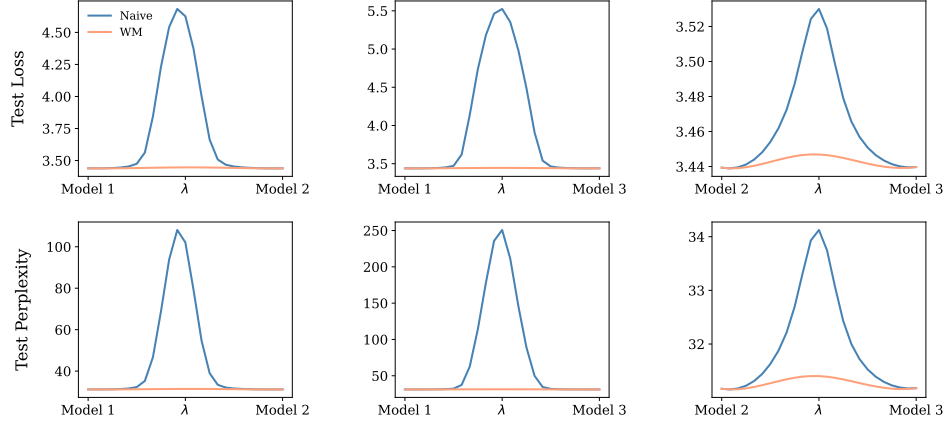 Test Loss
4.50
4.25
4.00
3.75
3.50
Naive
WM
Model 1
λ
Model 2
5.5
5.0
4.5
4.0
3.5
Model 1
λ
Model 3
3.52
3.50
3.48
3.46
3.44
Model 2
λ
Model 3
Test Perplexity
100
80
60
40
Model 1
λ
Model 2
250
200
150
100
50
Model 1
λ
Model 3
34
33
32
Model 2
λ
Model 3